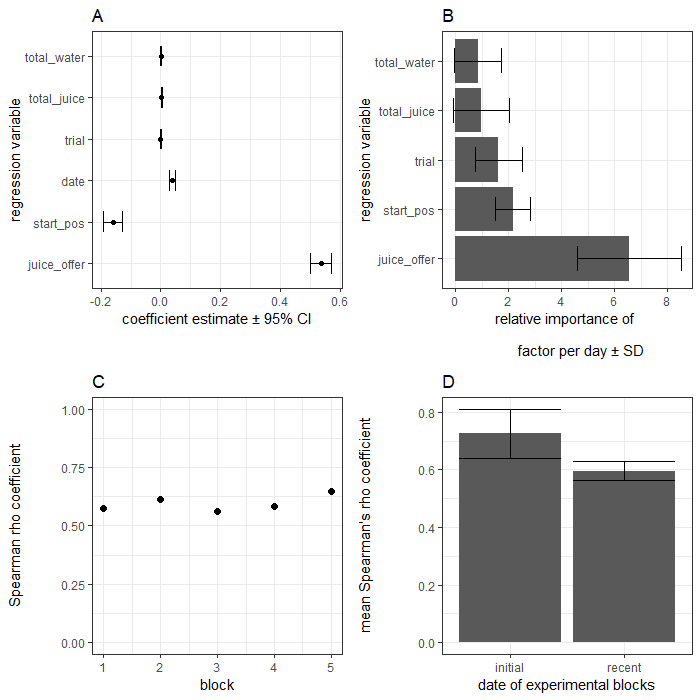 A
regression variable
total_water
total_juice
trial
date
start_pos
juice_offer
-0.2
0.0
0.2
0.4
0.6
coefficient estimate ± 95% CI
B
regression variable
total_water
total_juice
trial
start_pos
juice_offer
0
2
4
6
8
relative importance of
factor per day ± SD
C
Spearman rho coefficient
1.00
0.75
0.50
0.25
0.00
1
2
3
4
5
block
D
mean Spearman's rho coefficient
0.8
0.6
0.4
0.2
0.0
initial
recent
date of experimental blocks